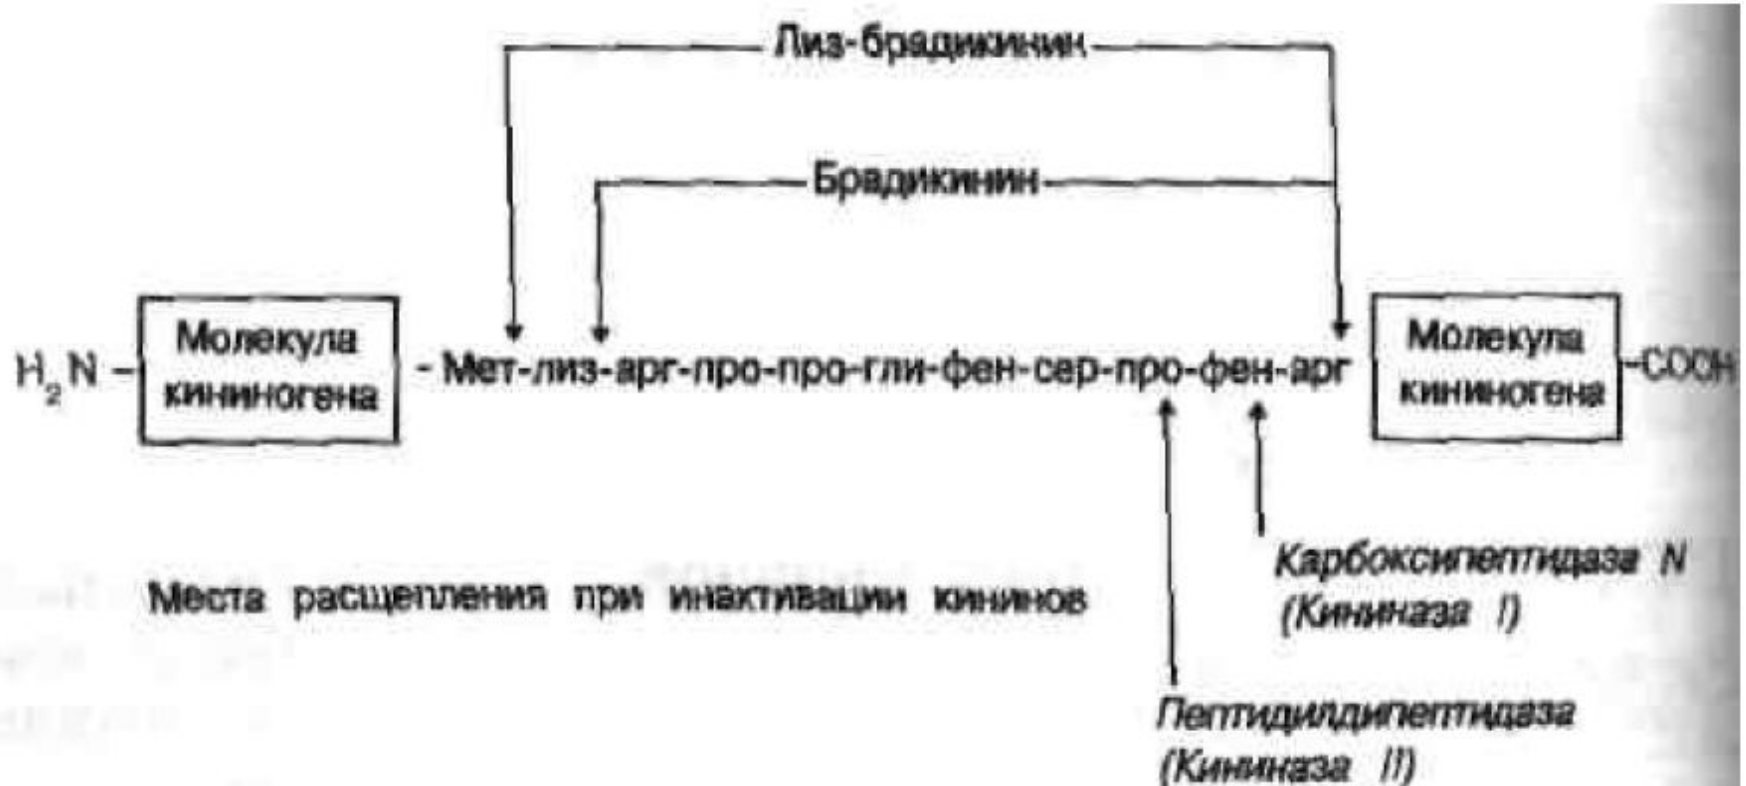 Лиз-брадикинин
Брадикинин
H₂N – Молекула кининогена - Мет-лиз-арг-про-про-гли-фен-сер-про-фен-арг Молекула кининогена -COOH
Карбоксипептидаза N
(Кининаза I)
Места расщепления при инактивации кининов
Пептидилдипептидаза
(Кининаза II)